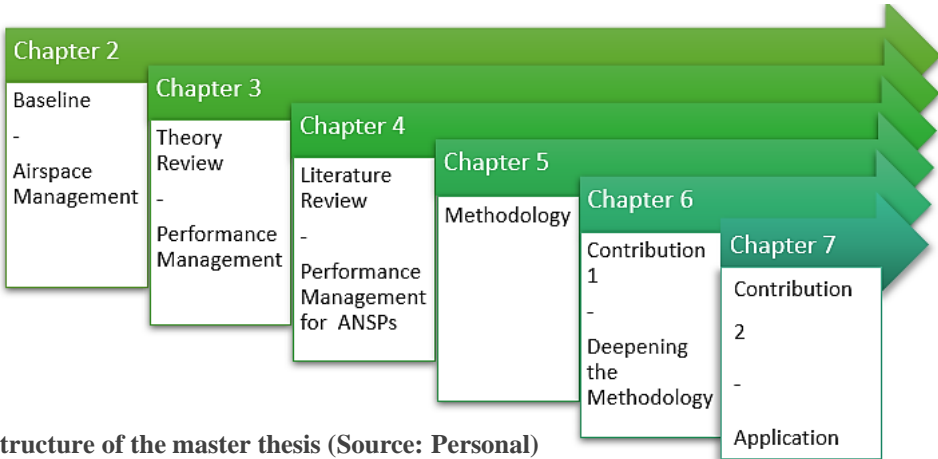 Chapter 2
Baseline
-
Airspace
Management
Chapter 3
Theory
Review
-
Performance
Management
Chapter 4
Literature
Review
-
Performance
Management
for ANSPs
Chapter 5
Methodology
Chapter 6
Contribution
1
-
Deepening
the
Methodology
Chapter 7
Contribution
2
-
Application
tructure of the master thesis (Source: Personal)